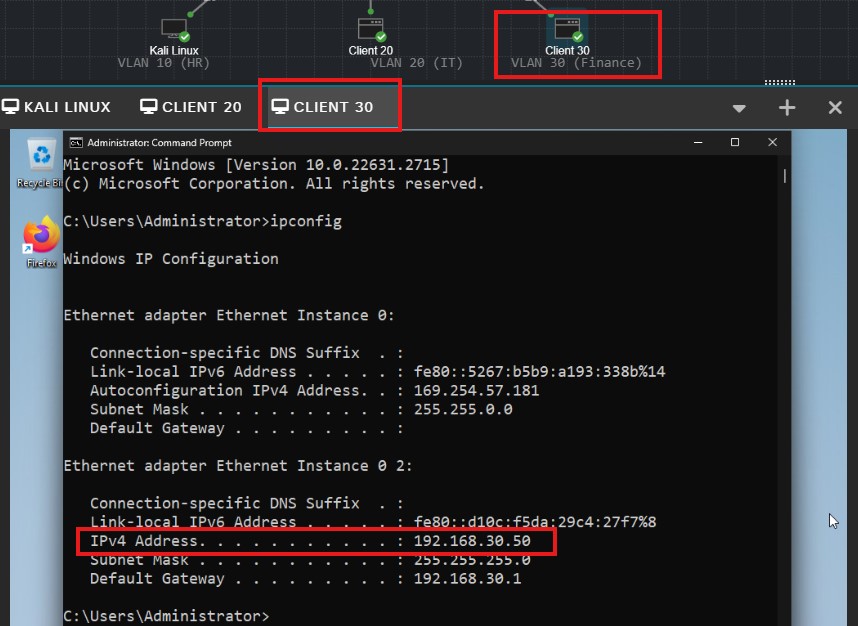 Kali Linux
VLAN 10 (HR)
Client 20
VLAN 20 (IT)
Client 30
VLAN 30 (Finance)
KALI LINUX
CLIENT 20
CLIENT 30
Recycle Bi
Firefox
Administrator: Command Prompt
Microsoft Windows [Version 10.0.22631.2715]
(c) Microsoft Corporation. All rights reserved.
C:\Users\Administrator>ipconfig
Windows IP Configuration
Ethernet adapter Ethernet Instance 0:
Connection-specific DNS Suffix  . :
Link-local IPv6 Address . . . . . : fe80::5267:b5b9:a193:338b%14
Autoconfiguration IPv4 Address. . : 169.254.57.181
Subnet Mask . . . . . . . . . . . : 255.255.0.0
Default Gateway . . . . . . . . . :
Ethernet adapter Ethernet Instance 0 2:
Connection-specific DNS Suffix  . :
Link-local IPv6 Address . . . . . : fe80::d10c:f5da:29c4:27f7%8
IPv4 Address. . . . . . . . . . . : 192.168.30.50
Subnet Mask . . . . . . . . . . . : 255.255.255.0
Default Gateway . . . . . . . . . : 192.168.30.1
C:\Users\Administrator>